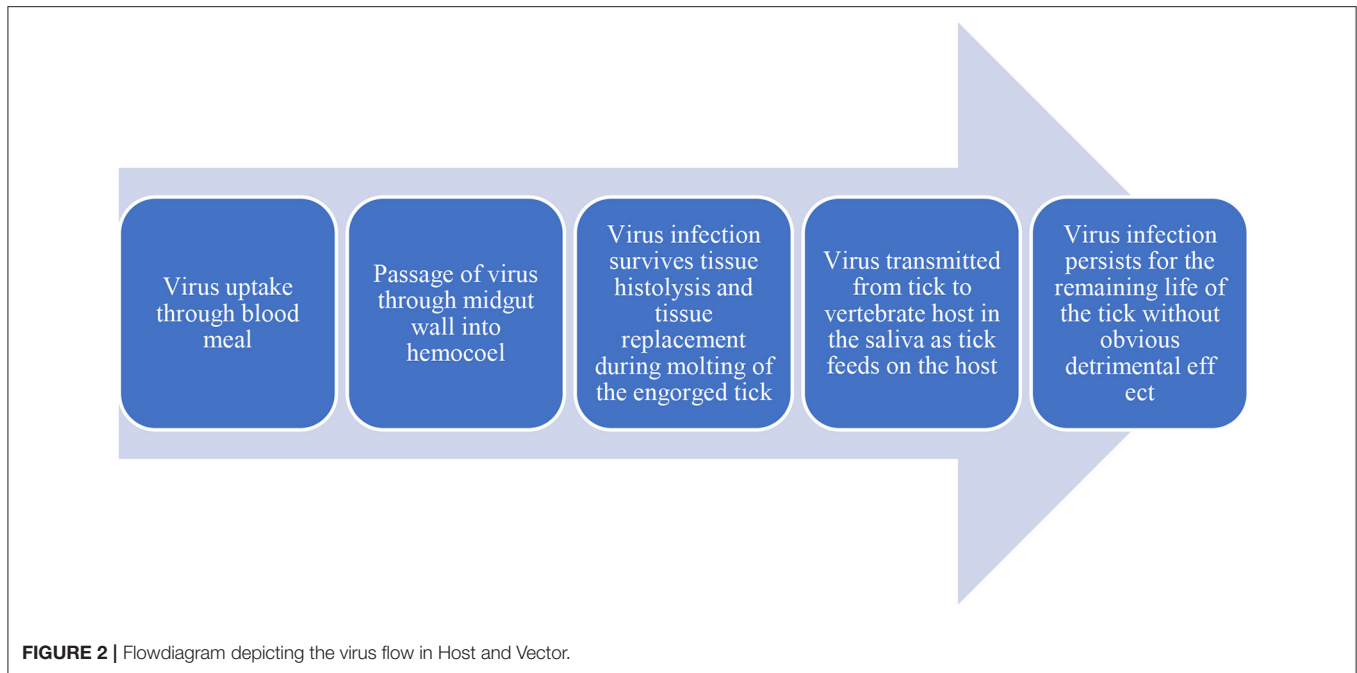 Virus uptake
through blood
meal
Passage of virus
through midgut
wall into
hemocoel
Virus infection
survives tissue
histolysis and
tissue
replacement
during molting of
the engorged tick
Virus transmitted
from tick to
vertebrate host in
the saliva as tick
feeds on the host
Virus infection
persists for the
remaining life of
the tick without
obvious
detrimental eff
ect
FIGURE 2 | Flowdiagram depicting the virus flow in Host and Vector.